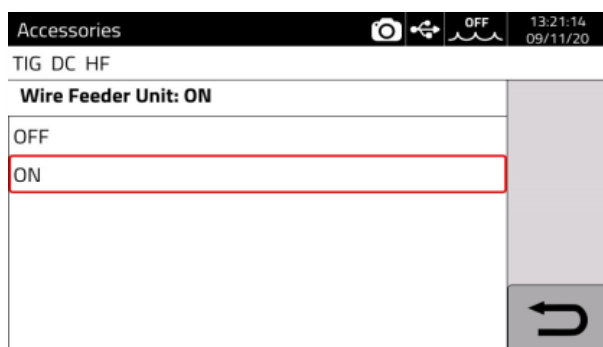 Accessories
OFF
13:21:14
09/11/20
TIG DC HF
Wire Feeder Unit: ON
OFF
ON